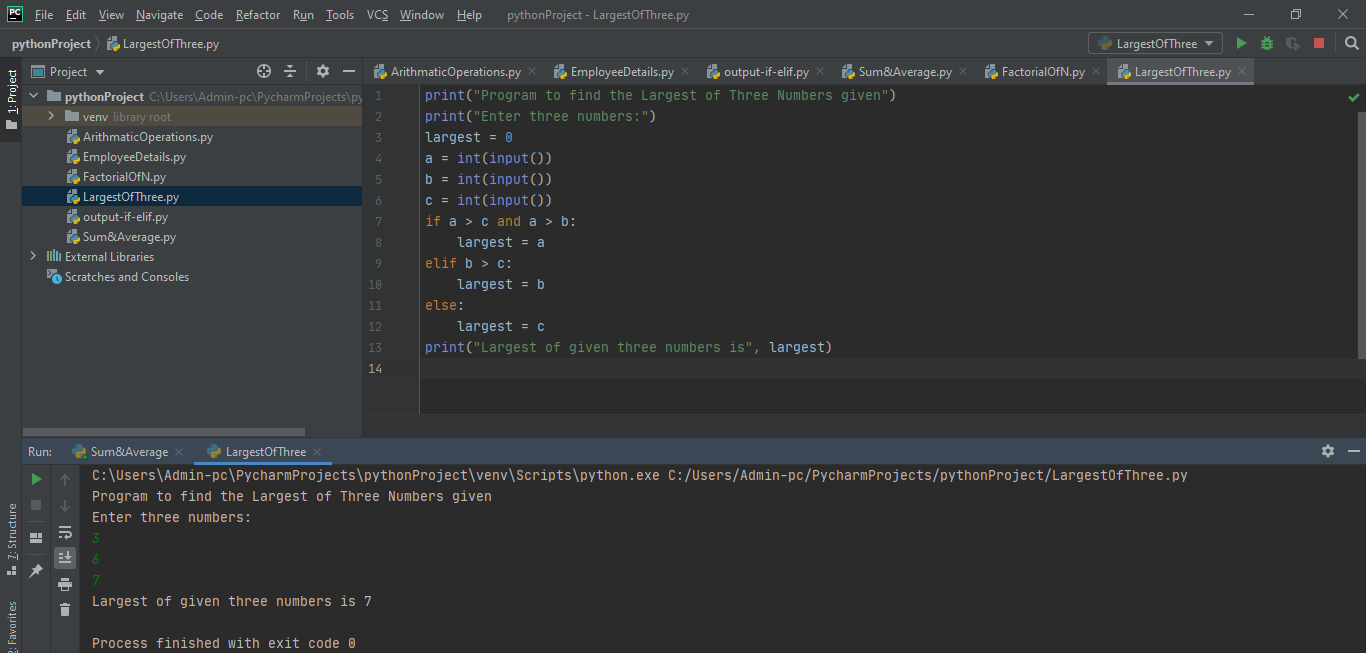 PC File Edit View Navigate Code Refactor Run Tools VCS Window Help pythonProject - LargestOfThree.py
pythonProject LargestOfThree.py LargestOfThree
1: Project
Project
pythonProject C:\Users\Admin-pc\PycharmProjects\py
venv library root
ArithmaticOperations.py
EmployeeDetails.py
FactorialOfN.py
LargestOfThree.py
output-if-elif.py
Sum&Average.py
External Libraries
Scratches and Consoles
ArithmaticOperations.py EmployeeDetails.py output-if-elif.py Sum&Average.py FactorialOfN.py LargestOfThree.py
1 print("Program to find the Largest of Three Numbers given")
2 print("Enter three numbers:")
3 largest = 0
4 a = int(input())
5 b = int(input())
6 c = int(input())
7 if a > c and a > b:
8     largest = a
9 elif b > c:
10     largest = b
11 else:
12     largest = c
13 print("Largest of given three numbers is", largest)
14
Run: Sum&Average LargestOfThree
C:\Users\Admin-pc\PycharmProjects\pythonProject\venv\Scripts\python.exe C:/Users/Admin-pc/PycharmProjects/pythonProject/LargestOfThree.py
Program to find the Largest of Three Numbers given
Enter three numbers:
3
6
7
Largest of given three numbers is 7
Process finished with exit code 0
7: Structure
Favorites